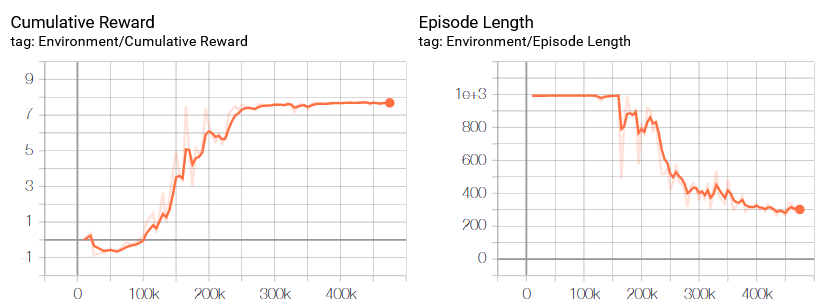 Cumulative Reward
tag: Environment/Cumulative Reward
9
7
5
3
1
1
0 100k 200k 300k 400k
Episode Length
tag: Environment/Episode Length
1e+3
800
600
400
200
0
0 100k 200k 300k 400k